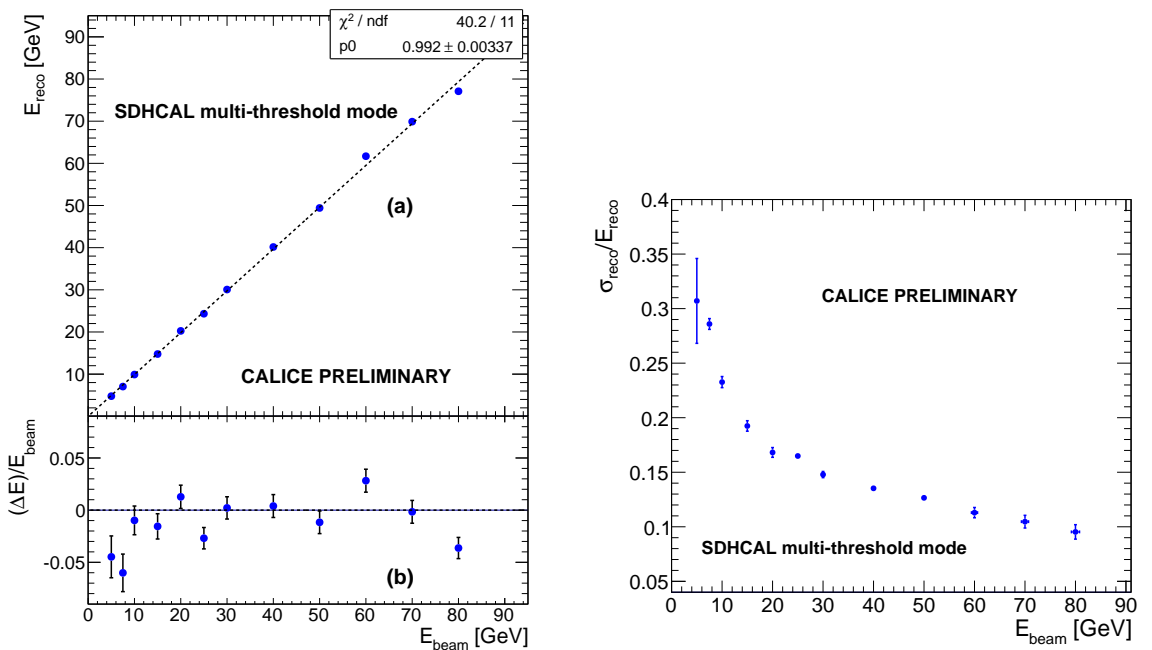 χ² / ndf 40.2 / 11
p0 0.992 ± 0.00337
E_reco [GeV]
90
80
70
60
50
40
30
20
10
SDHCAL multi-threshold mode
(a)
CALICE PRELIMINARY
(ΔE)/E_beam
0.05
0
-0.05
(b)
0 10 20 30 40 50 60 70 80 90
E_beam [GeV]
σ_reco/E_reco
0.4
0.35
0.3
0.25
0.2
0.15
0.1
0.05
CALICE PRELIMINARY
SDHCAL multi-threshold mode
0 10 20 30 40 50 60 70 80 90
E_beam [GeV]